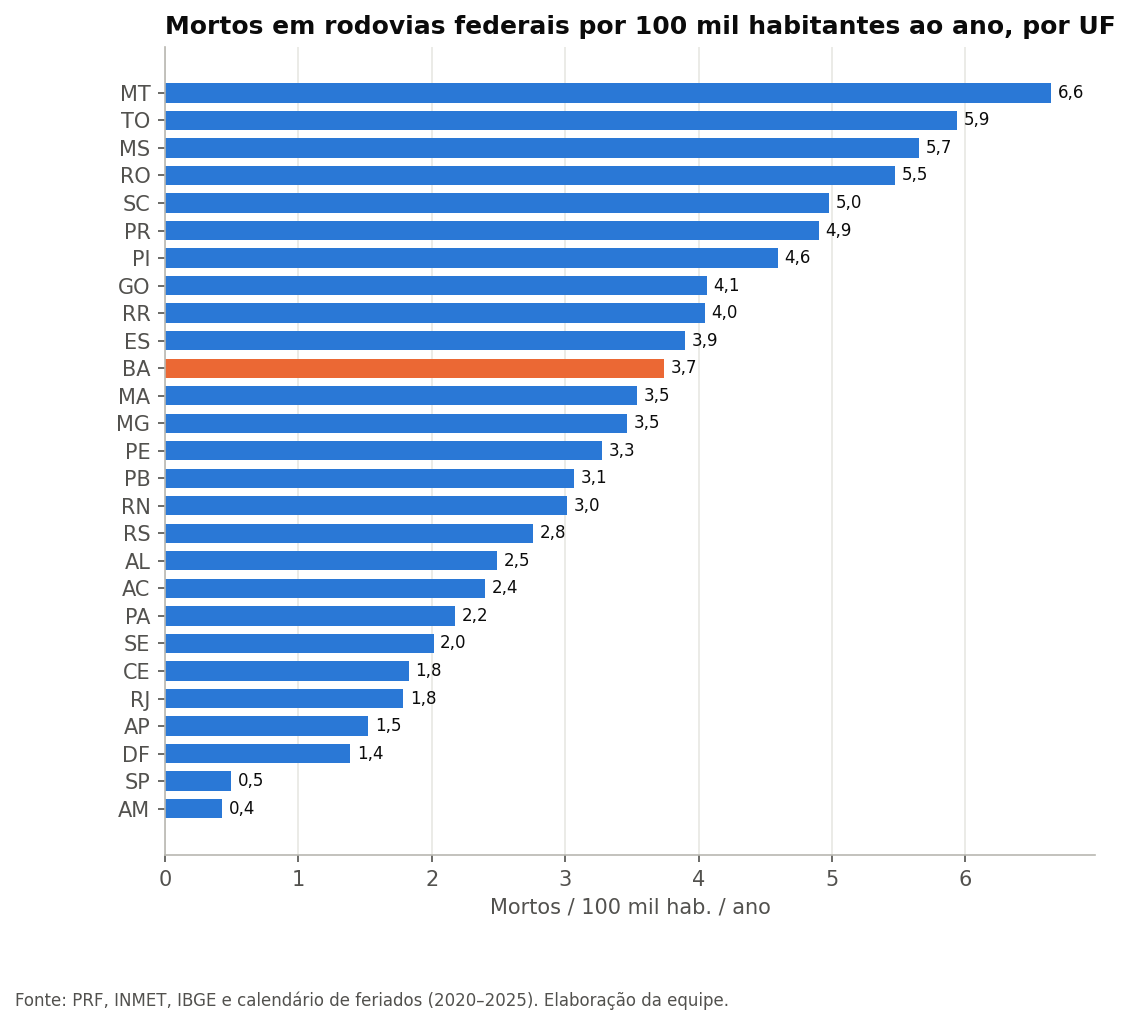 Mortos em rodovias federais por 100 mil habitantes ao ano, por UF
MT 6,6
TO 5,9
MS 5,7
RO 5,5
SC 5,0
PR 4,9
PI 4,6
GO 4,1
RR 4,0
ES 3,9
BA 3,7
MA 3,5
MG 3,5
PE 3,3
PB 3,1
RN 3,0
RS 2,8
AL 2,5
AC 2,4
PA 2,2
SE 2,0
CE 1,8
RJ 1,8
AP 1,5
DF 1,4
SP 0,5
AM 0,4
0 1 2 3 4 5 6
Mortos / 100 mil hab. / ano
Fonte: PRF, INMET, IBGE e calendário de feriados (2020–2025). Elaboração da equipe.